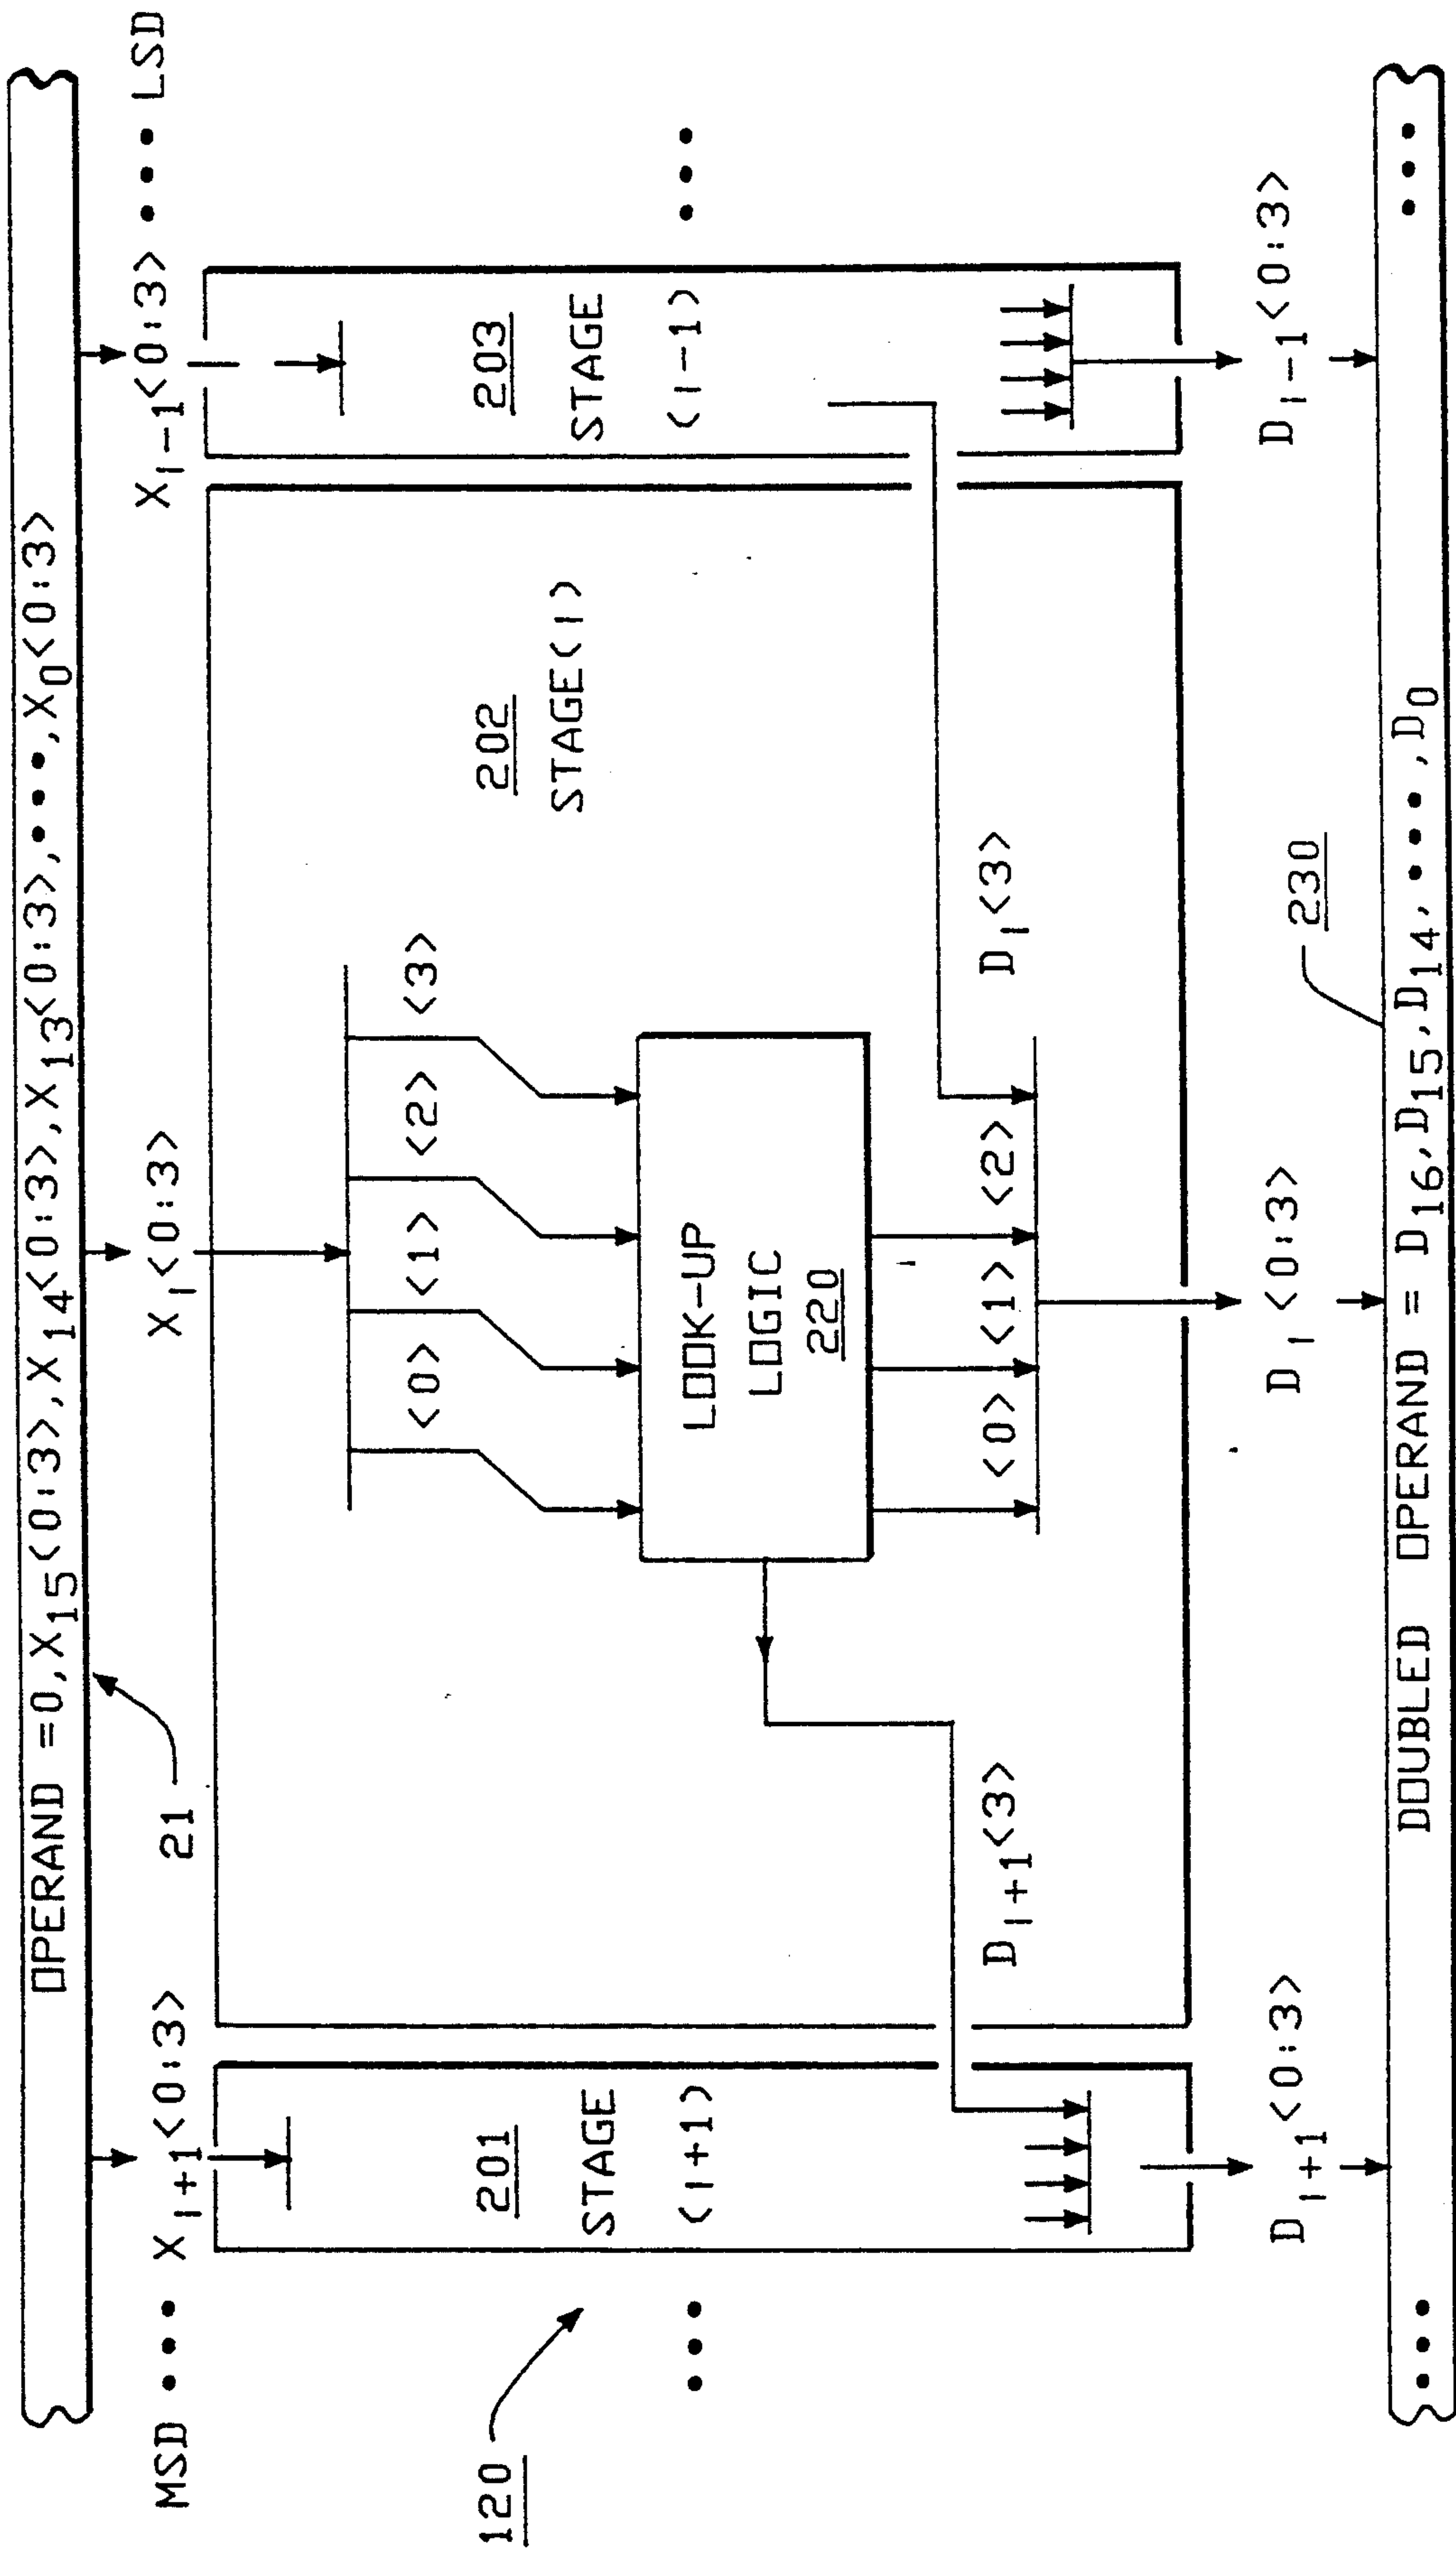 OPERAND =0,X15<0:3>,X14<0:3>,X13<0:3>,•••,X0<0:3>
21
MSD ••• Xi+1<0:3>
Xi<0:3>
Xi-1<0:3> ••• LSD
120
•••
201
STAGE
(i+1)
<0> <1> <2> <3>
LOOK-UP
LOGIC
220
202
STAGE(i)
203
STAGE
(i-1)
•••
Di+1<3>
<0> <1> <2>
Di<3>
Di+1<0:3>
Di<0:3>
Di-1<0:3>
230
••• DOUBLED OPERAND = D16,D15,D14,•••,D0 •••